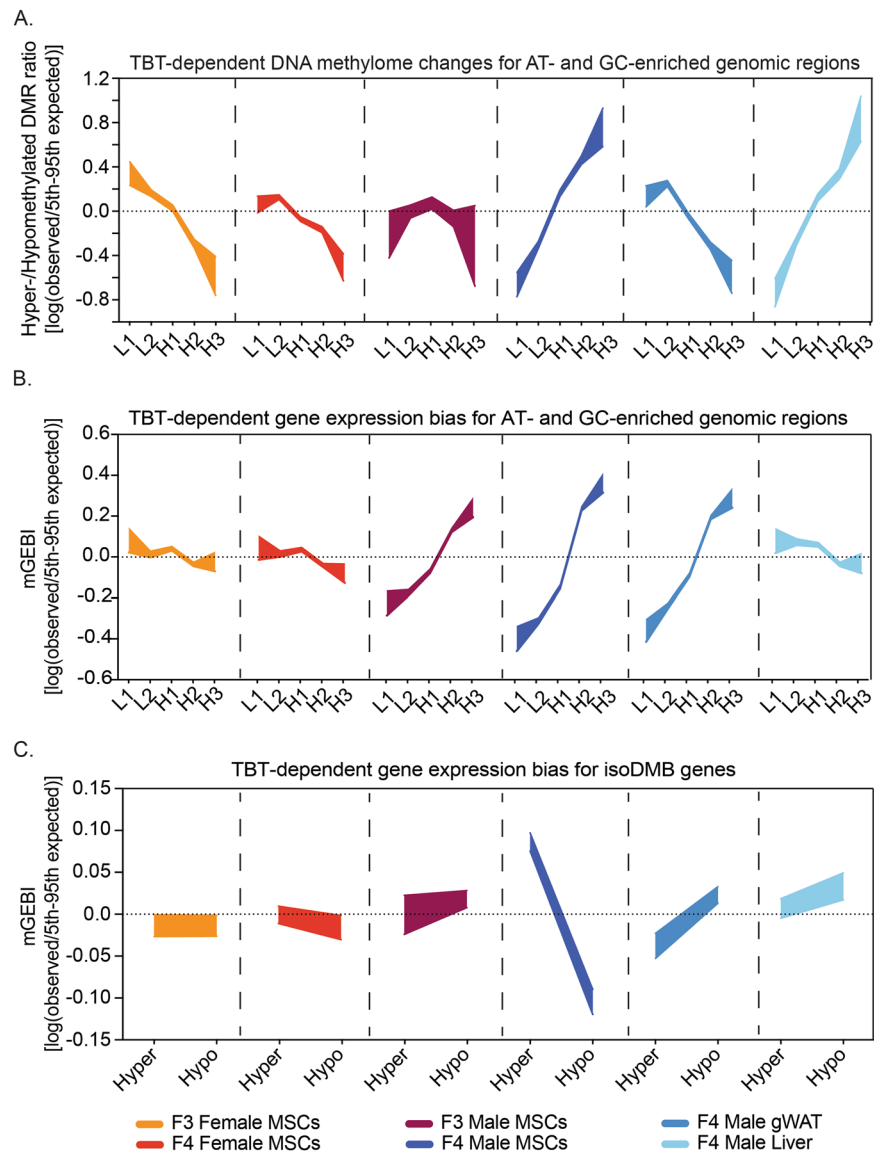 A.
TBT-dependent DNA methylome changes for AT- and GC-enriched genomic regions
Hyper-/Hypomethylated DMR ratio
[log(observed/5th-95th expected)]
1.2
0.8
0.4
0.0
-0.4
-0.8
L1 L2 H1 H2 H3 L1 L2 H1 H2 H3 L1 L2 H1 H2 H3 L1 L2 H1 H2 H3 L1 L2 H1 H2 H3 L1 L2 H1 H2 H3
B.
TBT-dependent gene expression bias for AT- and GC-enriched genomic regions
mGEBI
[log(observed/5th-95th expected)]
0.6
0.4
0.2
0.0
-0.2
-0.4
-0.6
L1 L2 H1 H2 H3 L1 L2 H1 H2 H3 L1 L2 H1 H2 H3 L1 L2 H1 H2 H3 L1 L2 H1 H2 H3 L1 L2 H1 H2 H3
C.
TBT-dependent gene expression bias for isoDMB genes
mGEBI
[log(observed/5th-95th expected)]
0.15
0.10
0.05
0.0
-0.05
-0.10
-0.15
Hyper Hypo Hyper Hypo Hyper Hypo Hyper Hypo Hyper Hypo Hyper Hypo
F3 Female MSCs F3 Male MSCs F4 Male gWAT
F4 Female MSCs F4 Male MSCs F4 Male Liver